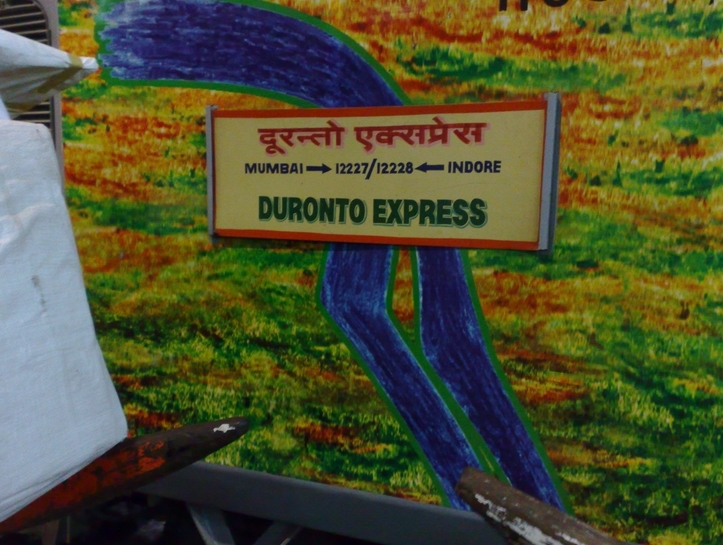 दूरन्तो एक्सप्रेस
MUMBAI → 12227/12228 ← INDORE
DURONTO EXPRESS